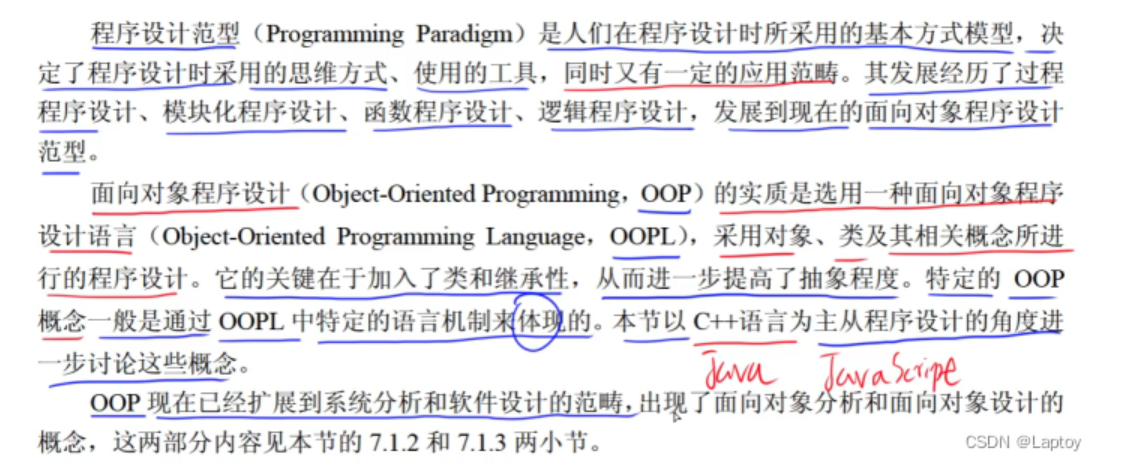 程序设计范型（Programming Paradigm）是人们在程序设计时所采用的基本方式模型，决
定了程序设计时采用的思维方式、使用的工具，同时又有一定的应用范畴。其发展经历了过程
程序设计、模块化程序设计、函数程序设计、逻辑程序设计，发展到现在的面向对象程序设计
范型。
面向对象程序设计（Object-Oriented Programming，OOP）的实质是选用一种面向对象程序
设计语言（Object-Oriented Programming Language，OOPL），采用对象、类及其相关概念所进
行的程序设计。它的关键在于加入了类和继承性，从而进一步提高了抽象程度。特定的 OOP
概念一般是通过 OOPL 中特定的语言机制来体现的。本节以 C++语言为主从程序设计的角度进
一步讨论这些概念。
Java JavaScript
OOP 现在已经扩展到系统分析和软件设计的范畴，出现了面向对象分析和面向对象设计的
概念，这两部分内容见本节的 7.1.2 和 7.1.3 两小节。
CSDN @Laptoy